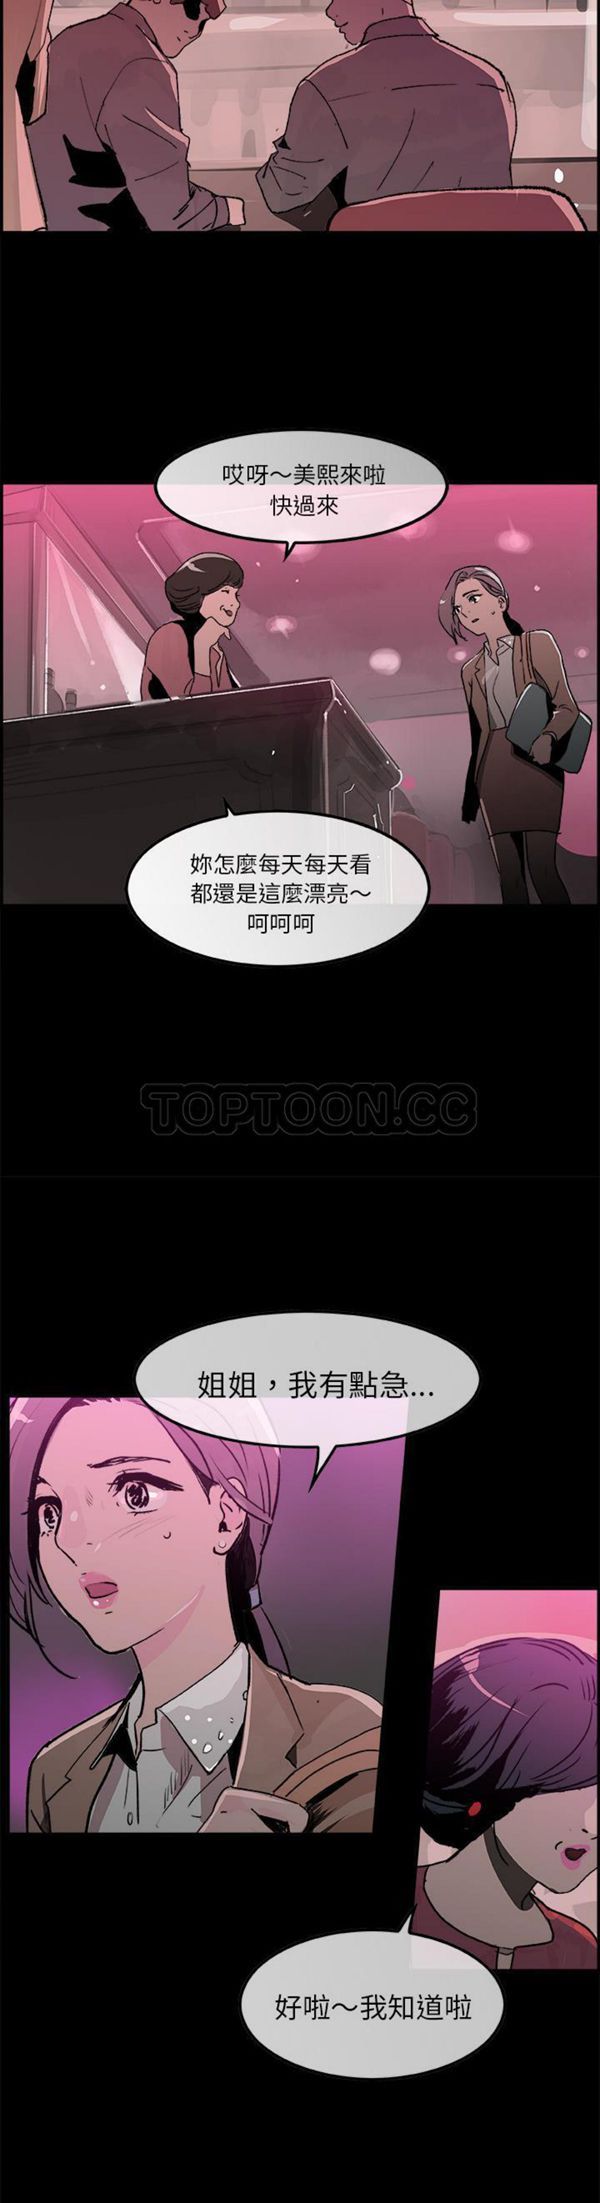 哎呀～美熙來啦
快過來
妳怎麼每天每天看
都還是這麼漂亮～
呵呵呵
TOPTOON.CC
姐姐，我有點急...
好啦～我知道啦